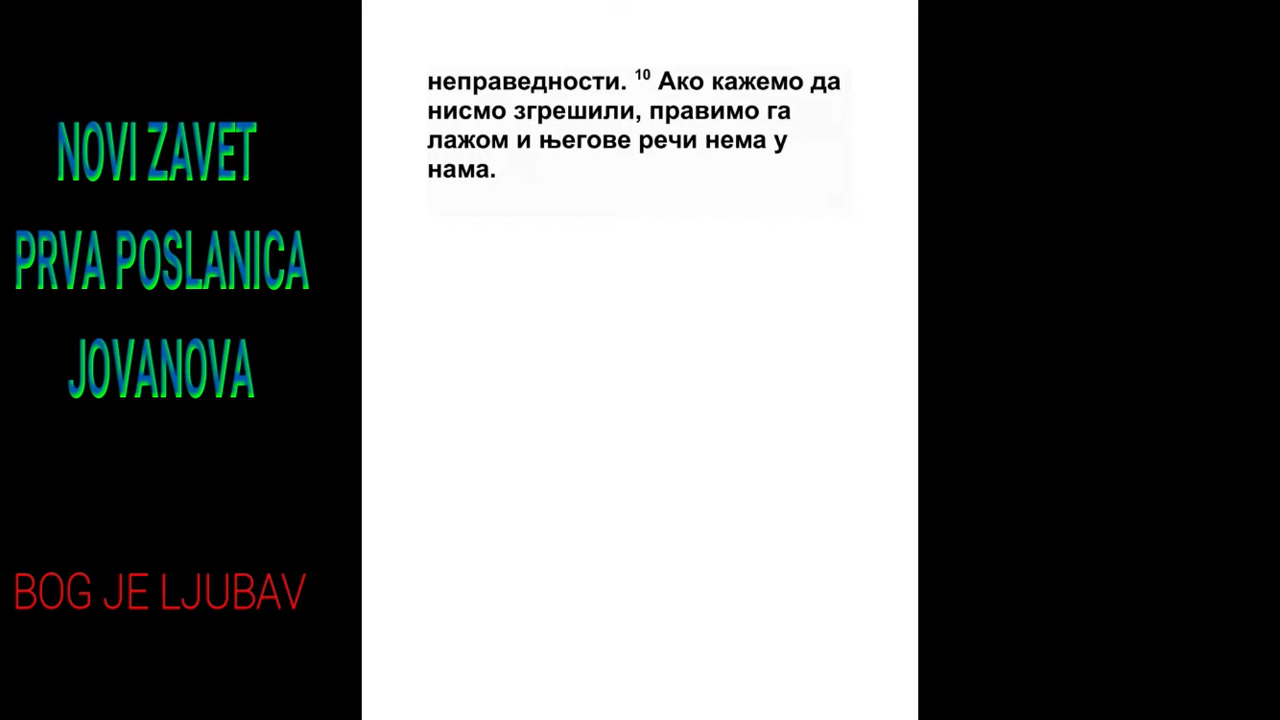 NOVI ZAVET
PRVA POSLANICA
JOVANOVA
BOG JE LJUBAV
неправедности. 10 Ако кажемо да
нисмо згрешили, правимо га
лажом и његове речи нема у
нама.